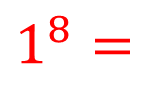 1⁸ =